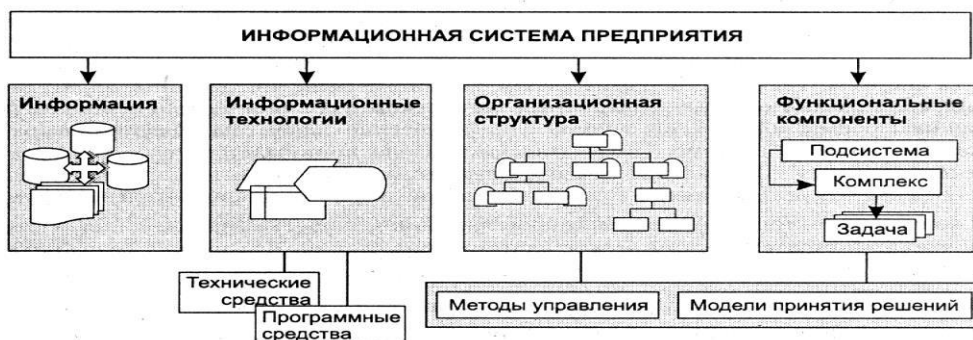 ИНФОРМАЦИОННАЯ СИСТЕМА ПРЕДПРИЯТИЯ
Информация
Информационные
технологии
Организационная
структура
Функциональные
компоненты
Подсистема
Комплекс
Задача
Технические
средства
Программные
средства
Методы управления
Модели принятия решений